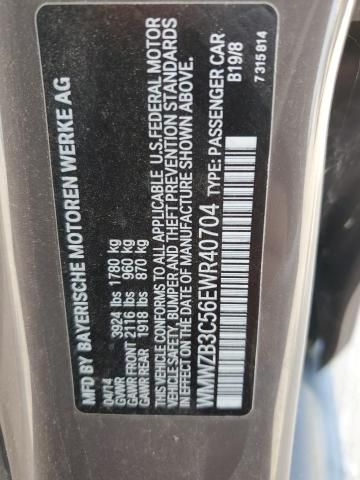 MFD BY BAYERISCHE MOTOREN WERKE AG
04/14
GVWR 3924 lbs 1780 kg
GAWR FRONT 2116 lbs 960 kg
GAWR REAR 1918 lbs 870 kg
THIS VEHICLE CONFORMS TO ALL APPLICABLE U.S. FEDERAL MOTOR
VEHICLE SAFETY, BUMPER AND THEFT PREVENTION STANDARDS
IN EFFECT ON THE DATE OF MANUFACTURE SHOWN ABOVE.
WMWZB3C56EWR40704 TYPE: PASSENGER CAR
B19/8
7315814